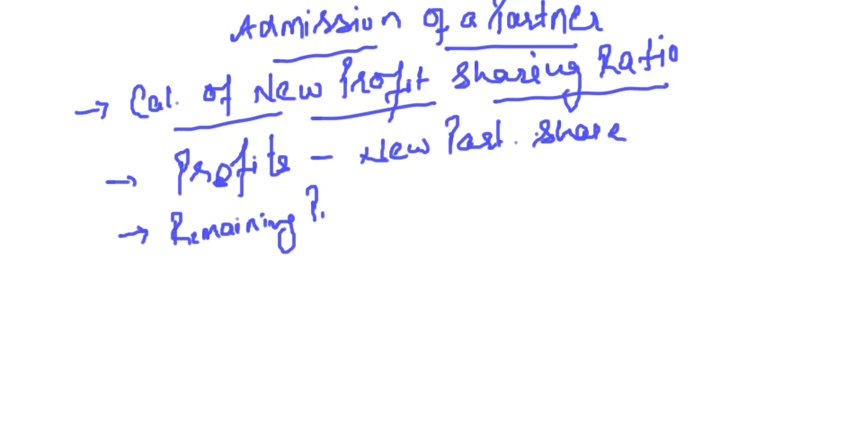 Admission of a Partner
→ Cal. of New Profit Sharing Ratio
→ Profits - New Part. Share
→ Remaining P.